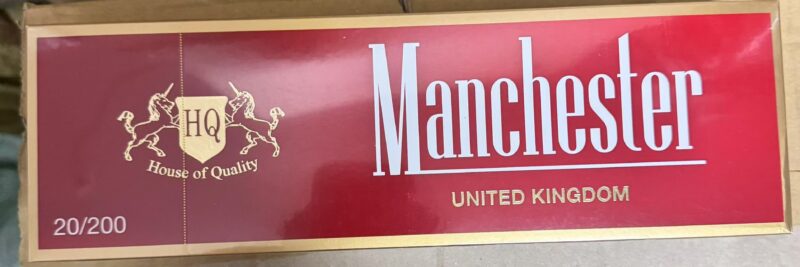 HQ
House of Quality
20/200
Manchester
UNITED KINGDOM